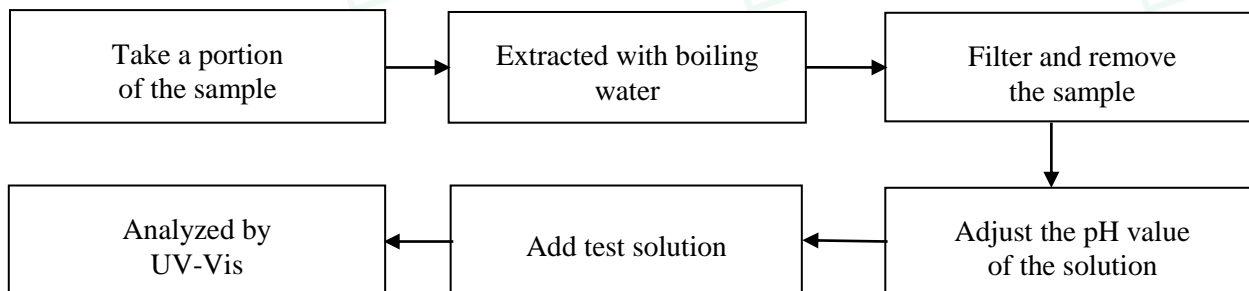 Take a portion
of the sample
Extracted with boiling
water
Filter and remove
the sample
Adjust the pH value
of the solution
Add test solution
Analyzed by
UV-Vis